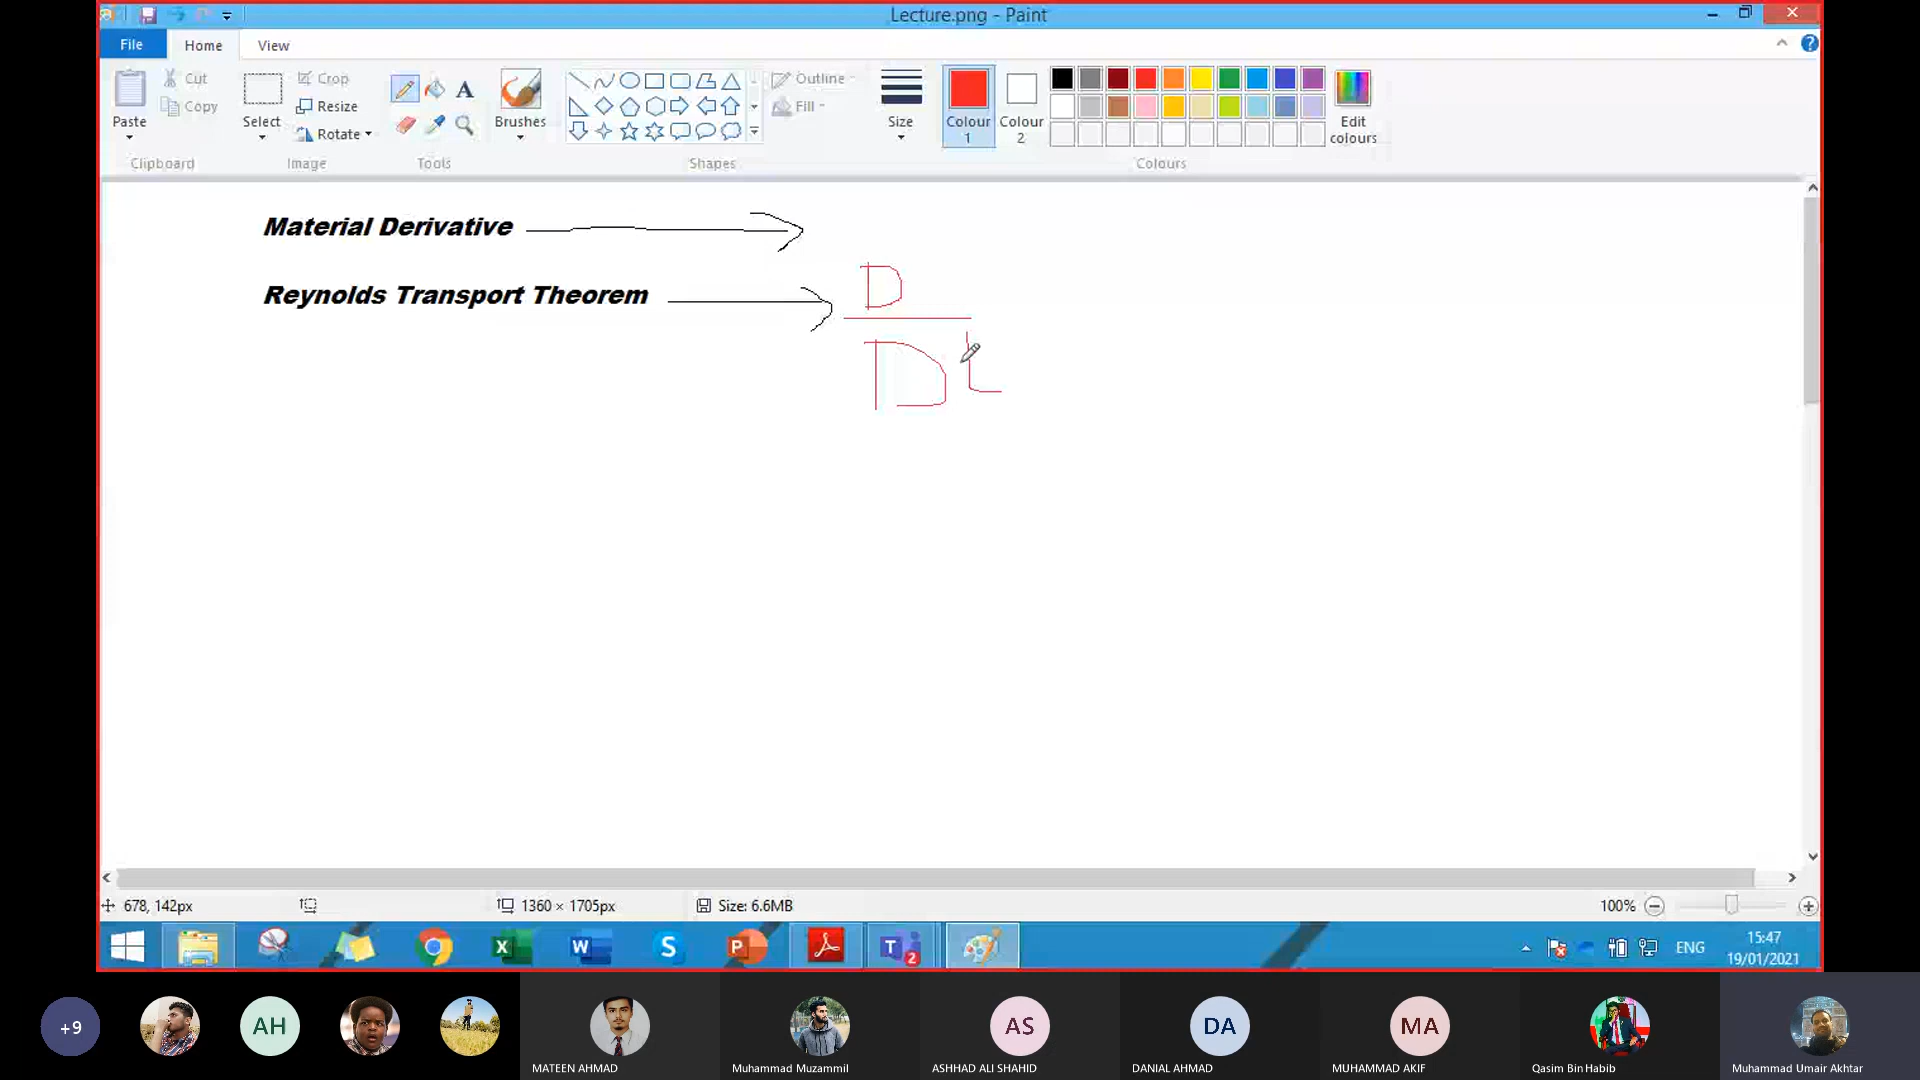 Lecture.png - Paint
File Home View
Paste
Cut
Copy
Clipboard
Select
Crop
Resize
Rotate
Image
A
Tools
Brushes
Shapes
Outline
Fill
Size
Colour 1
Colour 2
Edit colours
Colours
Material Derivative
Reynolds Transport Theorem
D
Dt
678, 142px
1360 × 1705px
Size: 6.6MB
100%
X W S P T 2
ENG
15:47
19/01/2021
+9
AH
AS
DA
MA
MATEEN AHMAD
Muhammad Muzammil
ASHHAD ALI SHAHID
DANIAL AHMAD
MUHAMMAD AKIF
Qasim Bin Habib
Muhammad Umair Akhtar